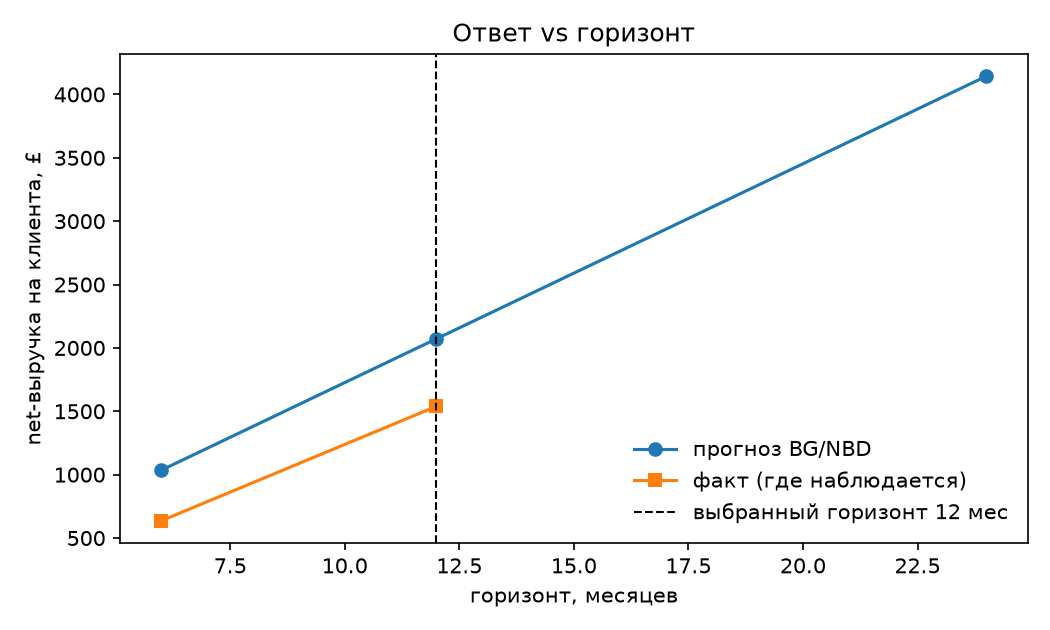 Ответ vs горизонт
net-выручка на клиента, £
4000
3500
3000
2500
2000
1500
1000
500
прогноз BG/NBD
факт (где наблюдается)
выбранный горизонт 12 мес
7.5 10.0 12.5 15.0 17.5 20.0 22.5
горизонт, месяцев